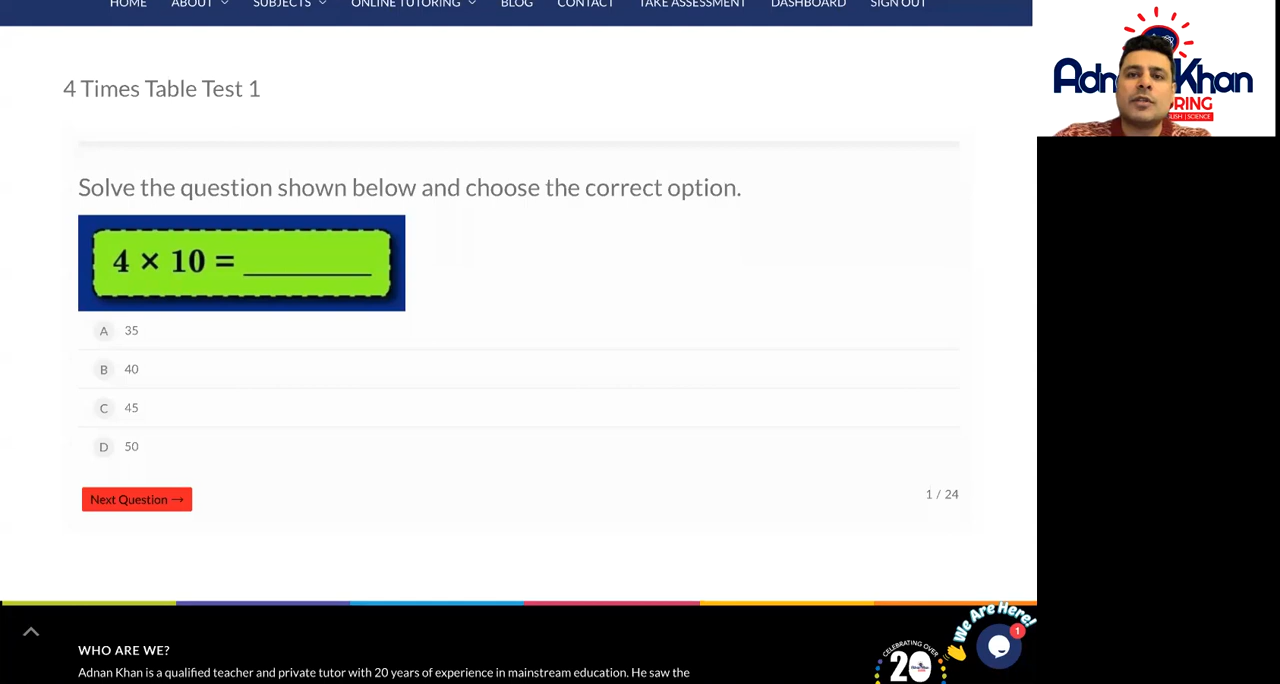 HOME ABOUT SUBJECTS ONLINE TUTORING BLOG CONTACT TAKE ASSESSMENT DASHBOARD SIGN OUT
4 Times Table Test 1
Solve the question shown below and choose the correct option.
4 × 10 = ________
A 35
B 40
C 45
D 50
Next Question →
1 / 24
We Are Here!
1
WHO ARE WE?
CELEBRATING OVER
20
Adnan Khan is a qualified teacher and private tutor with 20 years of experience in mainstream education. He saw the